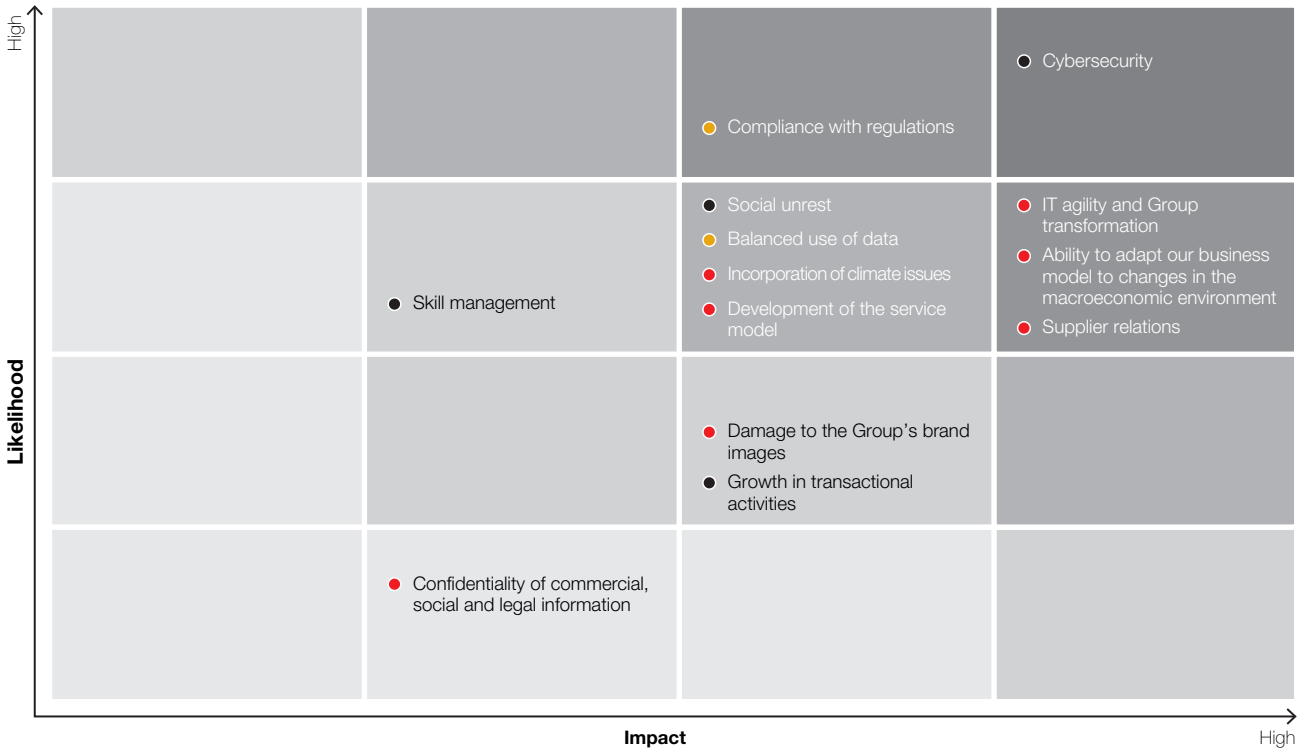 High
Cybersecurity
Compliance with regulations
Social unrest
Balanced use of data
Incorporation of climate issues
Development of the service
model
IT agility and Group
transformation
Ability to adapt our business
model to changes in the
macroeconomic environment
Supplier relations
Skill management
Likelihood
Damage to the Group’s brand
images
Growth in transactional
activities
Confidentiality of commercial,
social and legal information
Impact
High